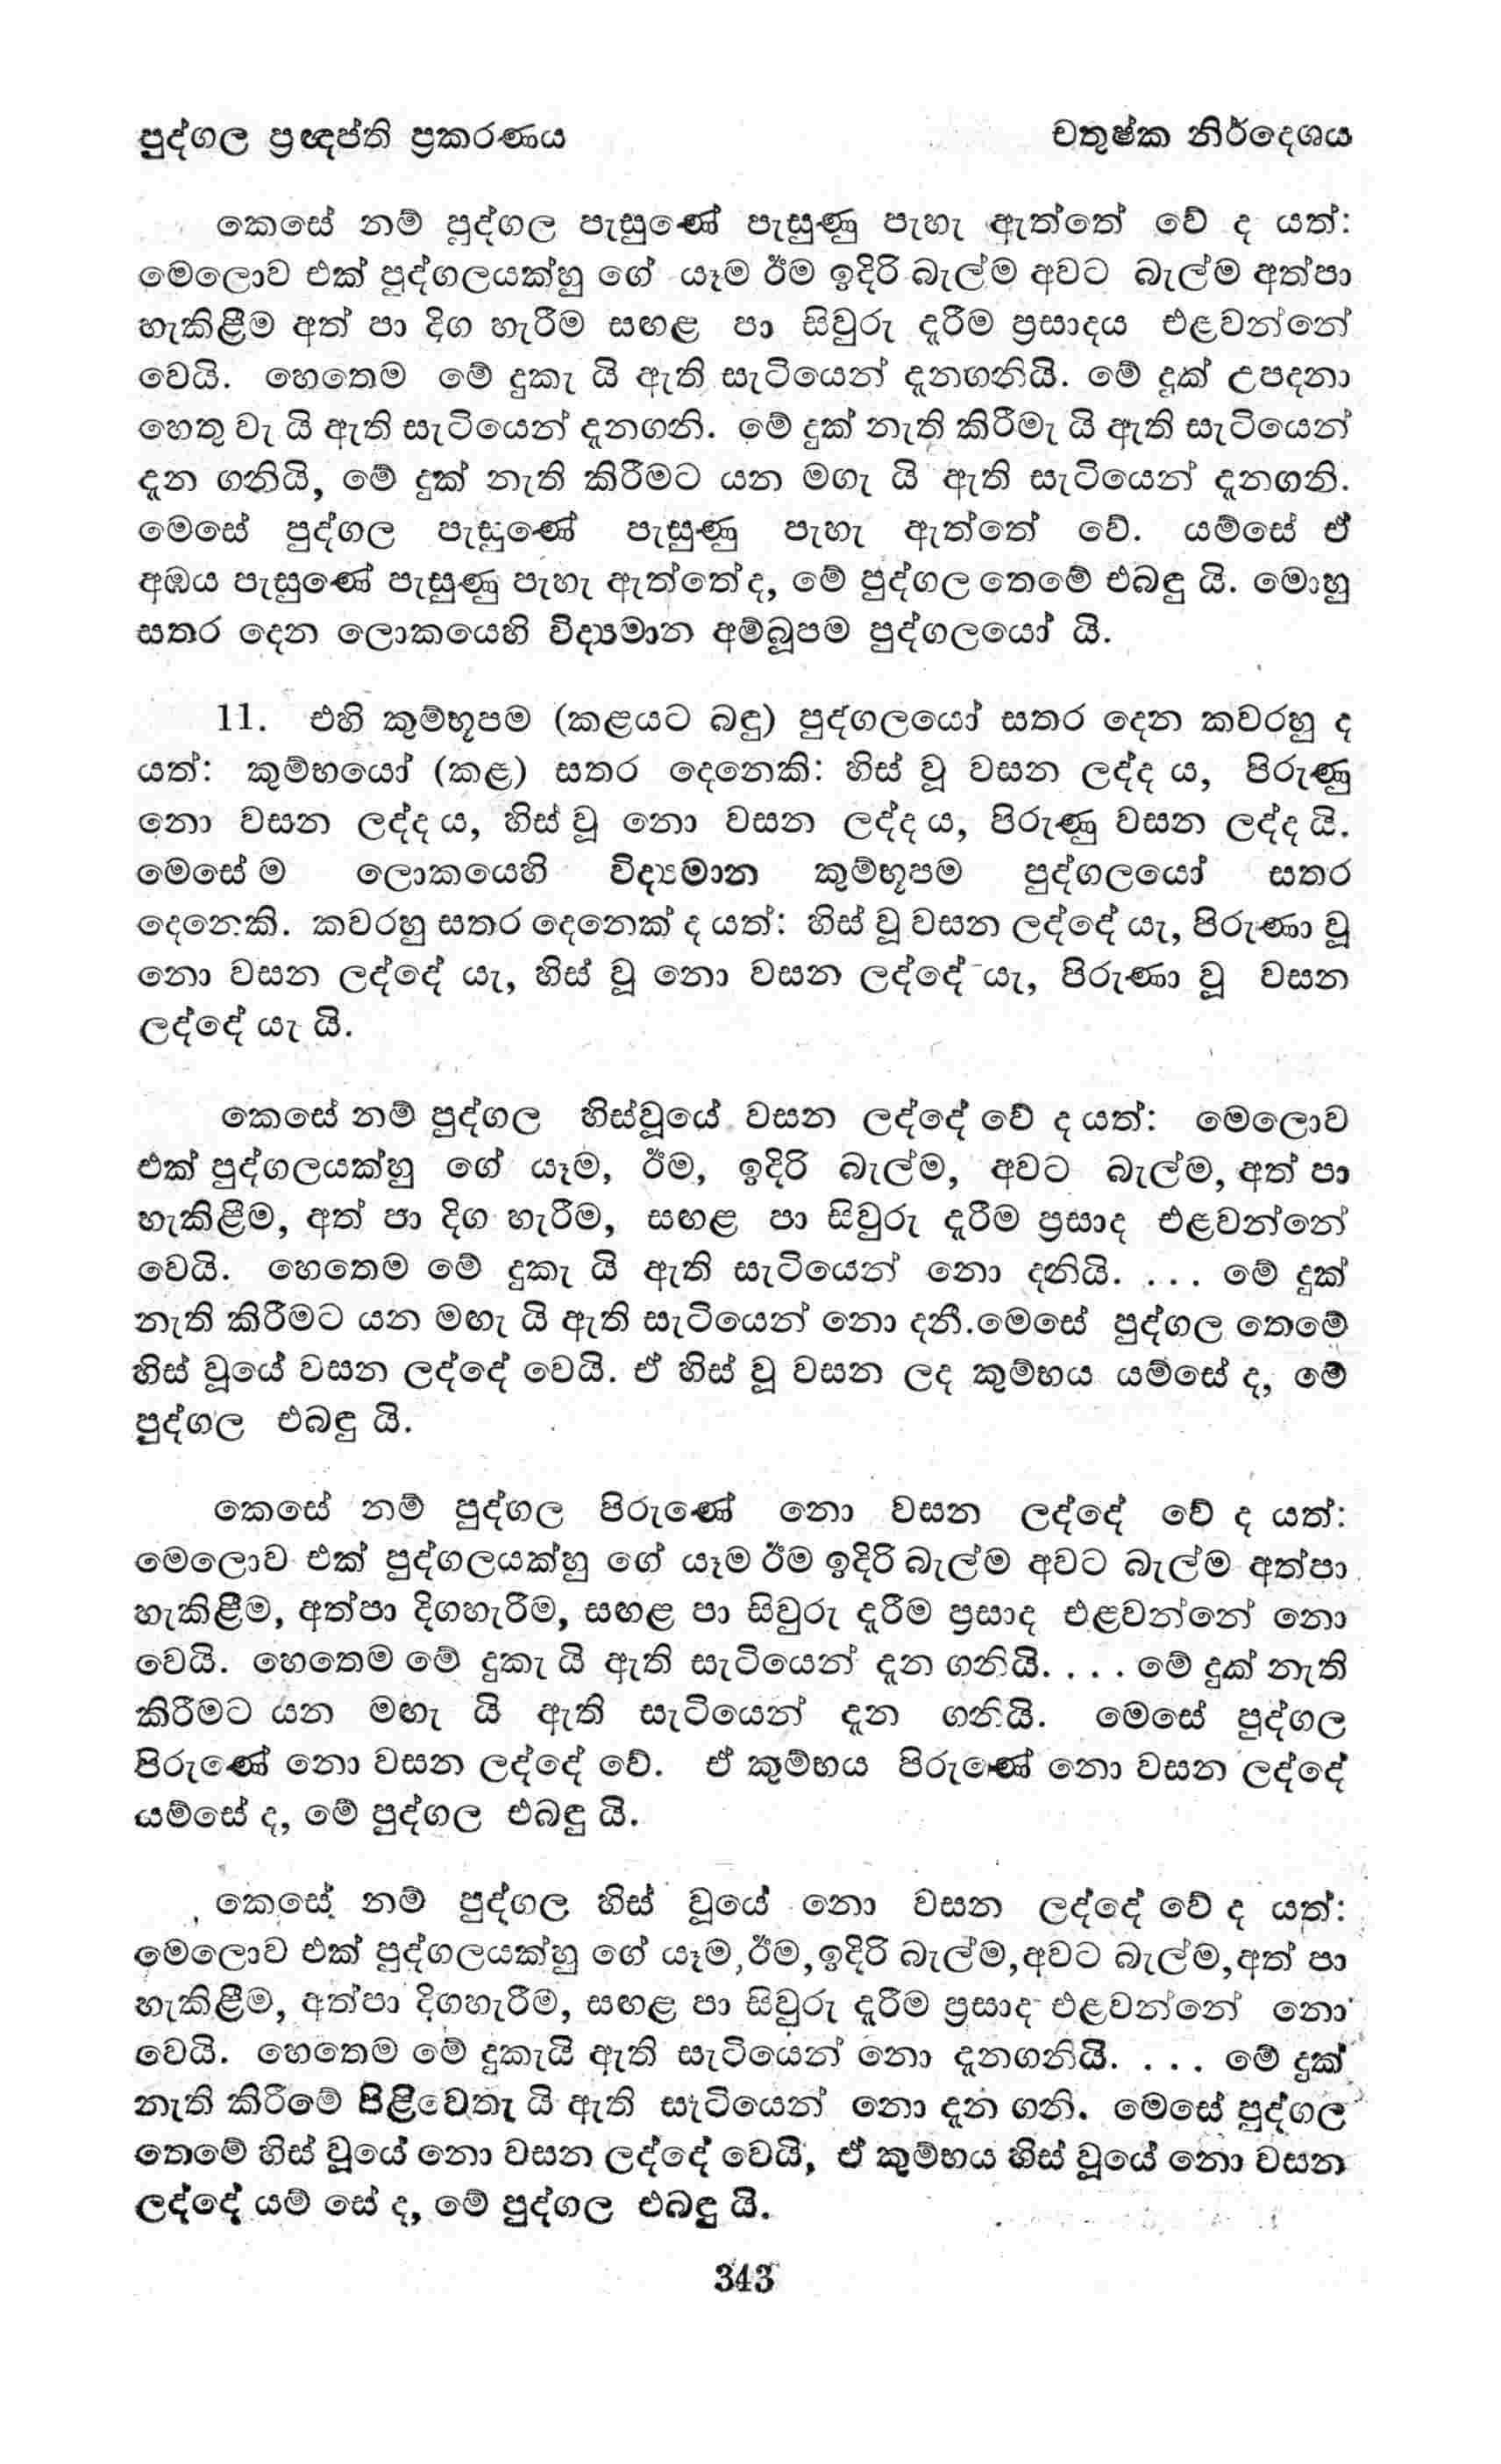 පුද්ගල ප්‍රඥප්ති ප්‍රකරණය චතුෂ්ක නිර්දෙශය
කෙසේ නම් පුද්ගල පැසුණේ පැසුණු පැහැ ඇත්තේ වේ ද යත්:
මෙලොව එක් පුද්ගලයක්හු ගේ යෑම ඊම ඉදිරි බැල්ම අවට බැල්ම අත්පා
හැකිළීම අත් පා දිග හැරීම සඟළ පා සිවුරු දැරීම ප්‍රසාදය එළවන්නේ
වෙයි. හෙතෙම මේ දුකැ යි ඇති සැටියෙන් දැනගනියි. මේ දුක් උපදනා
හෙතු වැ යි ඇති සැටියෙන් දැනගනි. මේ දුක් නැති කිරීමැ යි ඇති සැටියෙන්
දැන ගනියි, මේ දුක් නැති කිරීමට යන මගැ යි ඇති සැටියෙන් දැනගනි.
මෙසේ පුද්ගල පැසුණේ පැසුණු පැහැ ඇත්තේ වේ. යම්සේ ඒ
අඹය පැසුණේ පැසුණු පැහැ ඇත්තේ ද, මේ පුද්ගල තෙමේ එබඳු යි. මොහු
සතර දෙන ලොකයෙහි විද්‍යමාන අම්බූපම පුද්ගලයෝ යි.
11. එහි කුම්භූපම (කළයට බඳු) පුද්ගලයෝ සතර දෙන කවරහු ද
යත්: කුම්භයෝ (කළ) සතර දෙනෙකි: හිස් වූ වසන ලද්ද ය, පිරුණු
නො වසන ලද්ද ය, හිස් වූ නො වසන ලද්ද ය, පිරුණු වසන ලද්ද යි.
මෙසේ ම ලොකයෙහි විද්‍යමාන කුම්භූපම පුද්ගලයෝ සතර
දෙනෙකි. කවරහු සතර දෙනෙක් ද යත්: හිස් වූ වසන ලද්දේ යැ, පිරුණා වූ
නො වසන ලද්දේ යැ, හිස් වූ නො වසන ලද්දේ යැ, පිරුණා වූ වසන
ලද්දේ යැ යි.
කෙසේ නම් පුද්ගල හිස්වූයේ වසන ලද්දේ වේ ද යත්: මෙලොව
එක් පුද්ගලයක්හු ගේ යෑම, ඊම, ඉදිරි බැල්ම, අවට බැල්ම, අත් පා
හැකිළීම, අත් පා දිග හැරීම, සඟළ පා සිවුරු දැරීම ප්‍රසාද එළවන්නේ
වෙයි. හෙතෙම මේ දුකැ යි ඇති සැටියෙන් නො දනියි. ... මේ දුක්
නැති කිරීමට යන මඟැ යි ඇති සැටියෙන් නො දනී.මෙසේ පුද්ගල තෙමේ
හිස් වූයේ වසන ලද්දේ වෙයි. ඒ හිස් වූ වසන ලද කුම්භය යම්සේ ද, මේ
පුද්ගල එබඳු යි.
කෙසේ නම් පුද්ගල පිරුණේ නො වසන ලද්දේ වේ ද යත්:
මෙලොව එක් පුද්ගලයක්හු ගේ යෑම ඊම ඉදිරි බැල්ම අවට බැල්ම අත්පා
හැකිළීම, අත්පා දිගහැරීම, සඟළ පා සිවුරු දැරීම ප්‍රසාද එළවන්නේ නො
වෙයි. හෙතෙම මේ දුකැ යි ඇති සැටියෙන් දැන ගනියි. ... මේ දුක් නැති
කිරීමට යන මඟැ යි ඇති සැටියෙන් දැන ගනියි. මෙසේ පුද්ගල
පිරුණේ නො වසන ලද්දේ වේ. ඒ කුම්භය පිරුණේ නො වසන ලද්දේ
යම්සේ ද, මේ පුද්ගල එබඳු යි.
කෙසේ නම් පුද්ගල හිස් වූයේ නො වසන ලද්දේ වේ ද යත්:
මෙලොව එක් පුද්ගලයක්හු ගේ යෑම,ඊම,ඉදිරි බැල්ම,අවට බැල්ම,අත් පා
හැකිළීම, අත්පා දිගහැරීම, සඟළ පා සිවුරු දැරීම ප්‍රසාද එළවන්නේ නො
වෙයි. හෙතෙම මේ දුකැයි ඇති සැටියෙන් නො දැනගනියි. ... මේ දුක්
නැති කිරීමේ පිළිවෙතැ යි ඇති සැටියෙන් නො දැන ගනි. මෙසේ පුද්ගල
තෙමේ හිස් වූයේ නො වසන ලද්දේ වෙයි, ඒ කුම්භය හිස් වූයේ නො වසන
ලද්දේ යම් සේ ද, මේ පුද්ගල එබඳු යි.
343